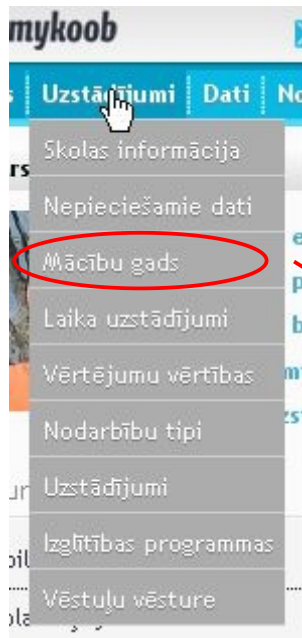 mykoob
Uzstādījumi Dati
Skolas informācija
Nepieciešamie dati
Mācību gads
Laika uzstādījumi
Vērtējumu vērtības
Nodarbību tipi
Uzstādījumi
Izglītības programmas
Vēstuļu vēsture